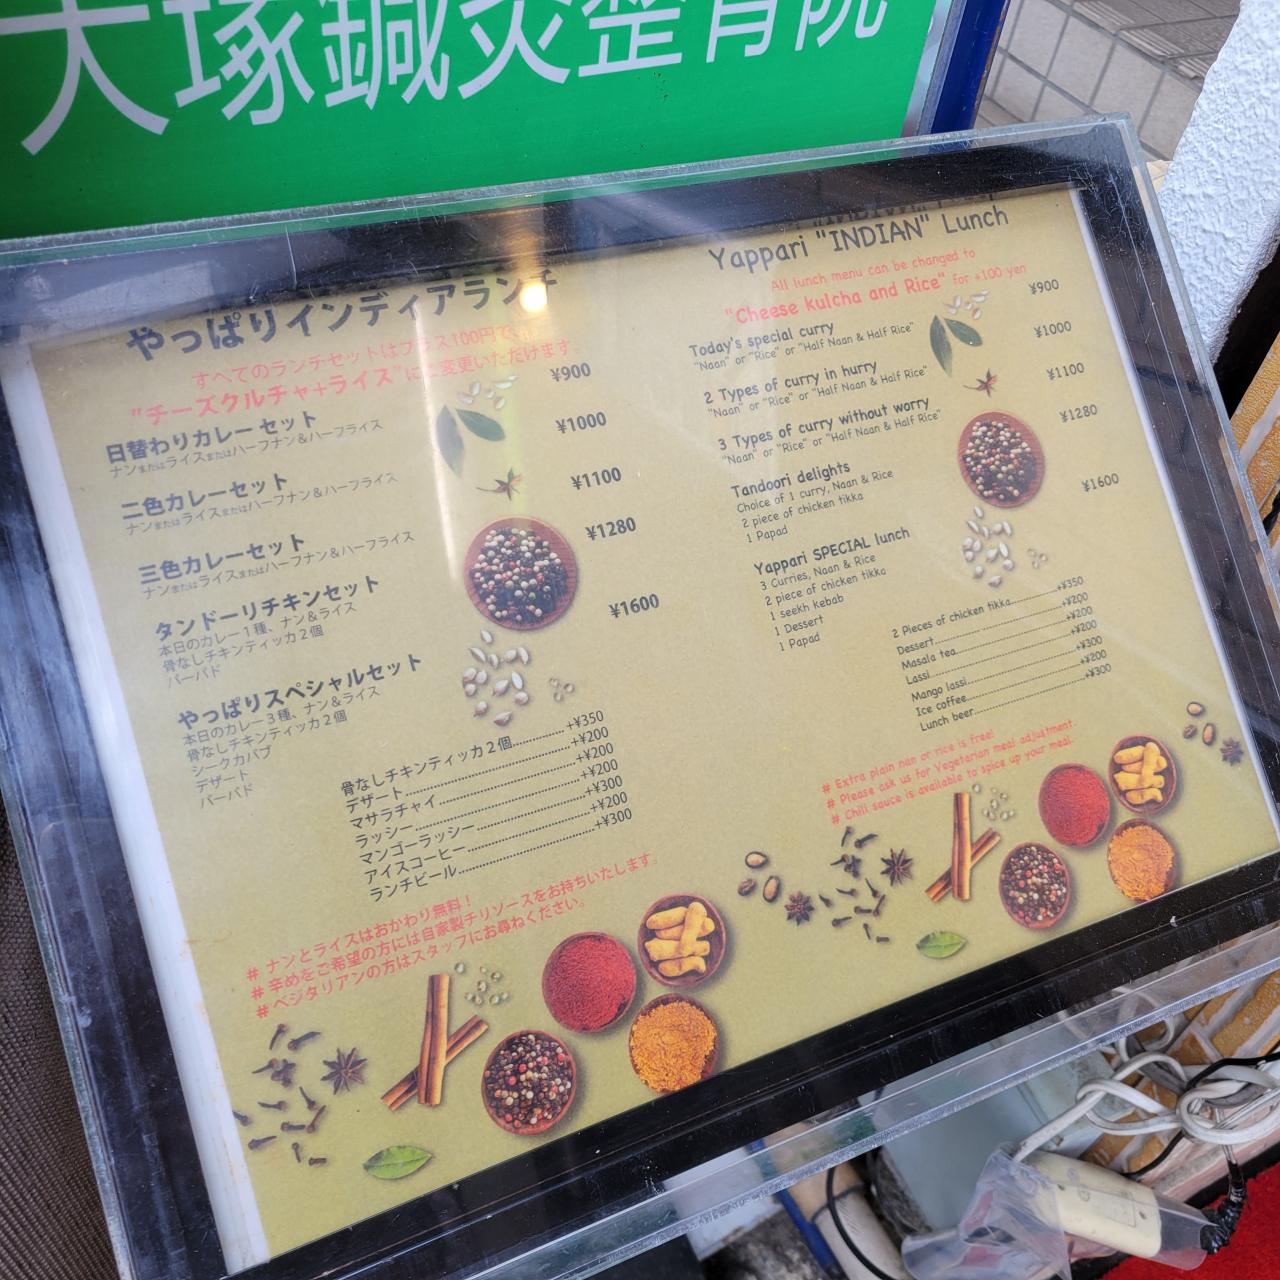 大塚鍼灸整骨院
やっぱりインディアランチ
すべてのランチセットはプラス100円で、
"チーズクルチャ+ライス"にご変更いただけます。
日替わりカレーセット ¥900
ナンまたはライスまたはハーフナン&ハーフライス
二色カレーセット ¥1000
ナンまたはライスまたはハーフナン&ハーフライス
三色カレーセット ¥1100
ナンまたはライスまたはハーフナン&ハーフライス
タンドーリチキンセット ¥1280
本日のカレー1種、ナン&ライス
骨なしチキンティッカ2個
パーパド
やっぱりスペシャルセット ¥1600
本日のカレー3種、ナン&ライス
骨なしチキンティッカ2個
シークカバブ
デザート
パーパド
骨なしチキンティッカ2個 +¥350
デザート +¥200
マサラチャイ +¥200
ラッシー +¥200
マンゴーラッシー +¥300
アイスコーヒー +¥200
ランチビール +¥300
# ナンとライスはおかわり無料!
# 辛めをご希望の方には自家製チリソースをお持ちいたします。
# ベジタリアンの方はスタッフにお尋ねください。
Yappari "INDIAN" Lunch
All lunch menu can be changed to
"Cheese kulcha and Rice" for +100 yen
Today's special curry ¥900
"Naan" or "Rice" or "Half Naan & Half Rice"
2 Types of curry in hurry ¥1000
"Naan" or "Rice" or "Half Naan & Half Rice"
3 Types of curry without worry ¥1100
"Naan" or "Rice" or "Half Naan & Half Rice"
Tandoori delights ¥1280
Choice of 1 curry, Naan & Rice
2 piece of chicken tikka
1 Papad
Yappari SPECIAL lunch ¥1600
3 Curries, Naan & Rice
2 piece of chicken tikka
1 seekh kebab
1 Dessert
1 Papad
2 Pieces of chicken tikka +¥350
Dessert +¥200
Masala tea +¥200
Lassi +¥200
Mango lassi +¥300
Ice coffee +¥200
Lunch beer +¥300
# Extra plain nan or rice is free!
# Please ask us for Vegetarian meal adjustment.
# Chili sauce is available to spice up your meal.